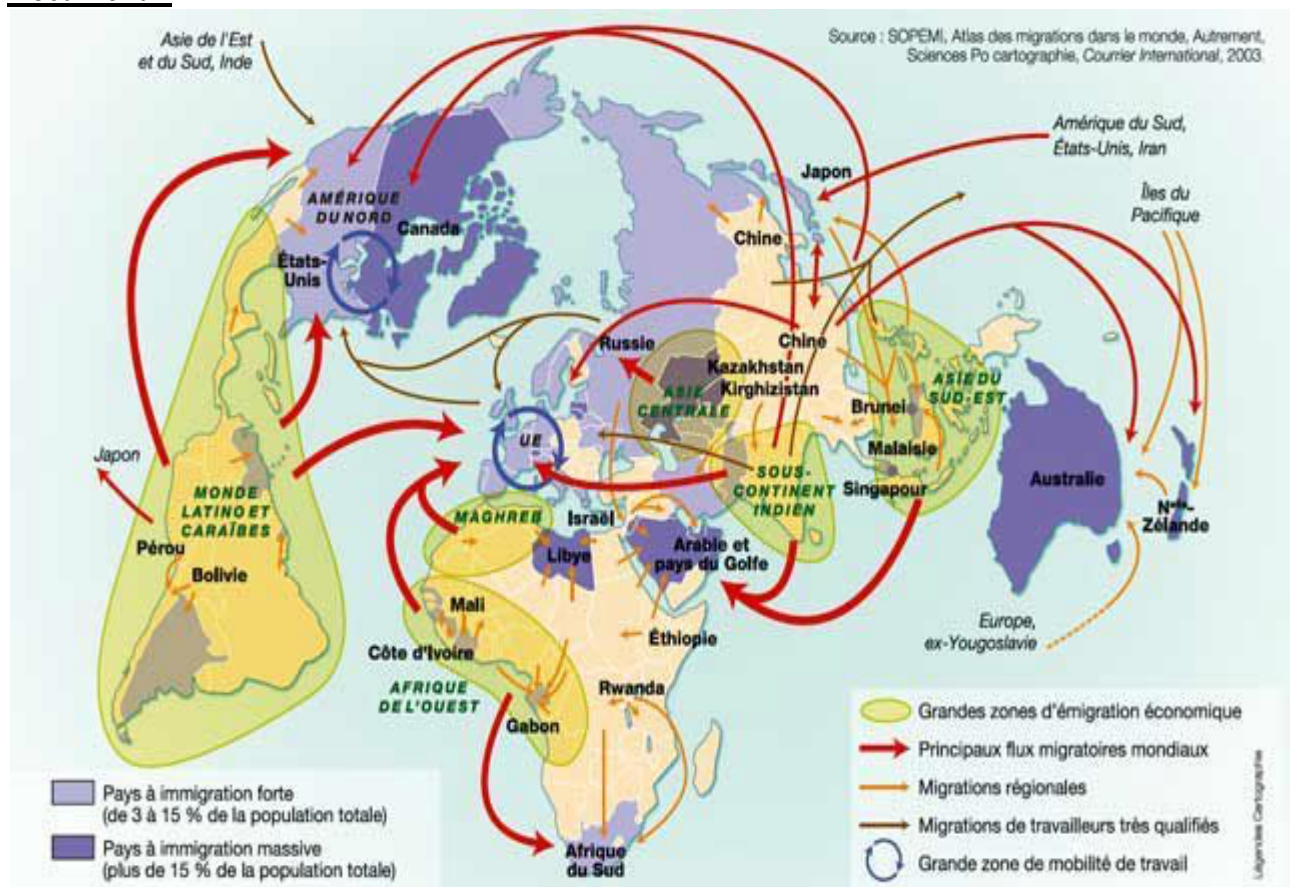 Asie de l'Est
et du Sud, Inde
Source : SOPEMI, Atlas des migrations dans le monde, Autrement,
Sciences Po cartographie, Courrier International, 2003.
Amérique du Sud,
États-Unis, Iran
Îles du
Pacifique
Japon
AMÉRIQUE
DU NORD
Canada
États-
Unis
Chine
Russie
Chine
Kazakhstan
Kirghizistan
ASIE
CENTRALE
ASIE DU
SUD-EST
Brunei
Malaisie
Singapour
UE
SOUS-
CONTINENT
INDIEN
Australie
Nlle-
Zélande
Japon
MONDE
LATINO ET
CARAÏBES
Pérou
Bolivie
MAGHREB
Israël
Libye
Arabie et
pays du Golfe
Mali
Côte d'Ivoire
Éthiopie
Europe,
ex-Yougoslavie
AFRIQUE
DE L'OUEST
Rwanda
Gabon
Afrique
du Sud
Pays à immigration forte
(de 3 à 15 % de la population totale)
Pays à immigration massive
(plus de 15 % de la population totale)
Grandes zones d'émigration économique
Principaux flux migratoires mondiaux
Migrations régionales
Migrations de travailleurs très qualifiés
Grande zone de mobilité de travail
Légendes Cartographie